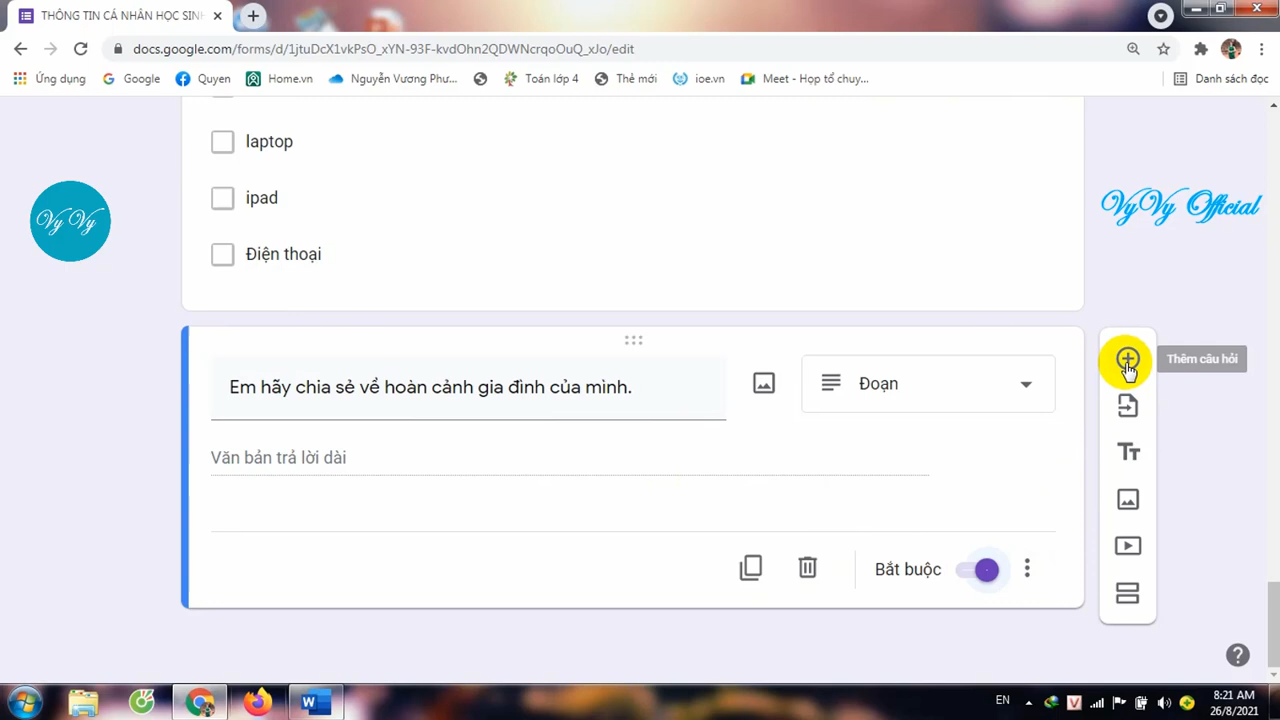 THÔNG TIN CÁ NHÂN HỌC SINH
docs.google.com/forms/d/1jtuDcX1vkPsO_xYN-93F-kvdOhn2QDWNcrqoOuQ_xJo/edit
Ứng dụng
Google
Quyen
Home.vn
Nguyễn Vương Phư...
Toán lớp 4
Thẻ mới
ioe.vn
Meet - Họp tổ chuy...
Danh sách đọc
laptop
ipad
Điện thoại
VyVy
VyVy Official
Em hãy chia sẻ về hoàn cảnh gia đình của mình.
Đoạn
Thêm câu hỏi
Văn bản trả lời dài
Bắt buộc
EN
8:21 AM
26/8/2021